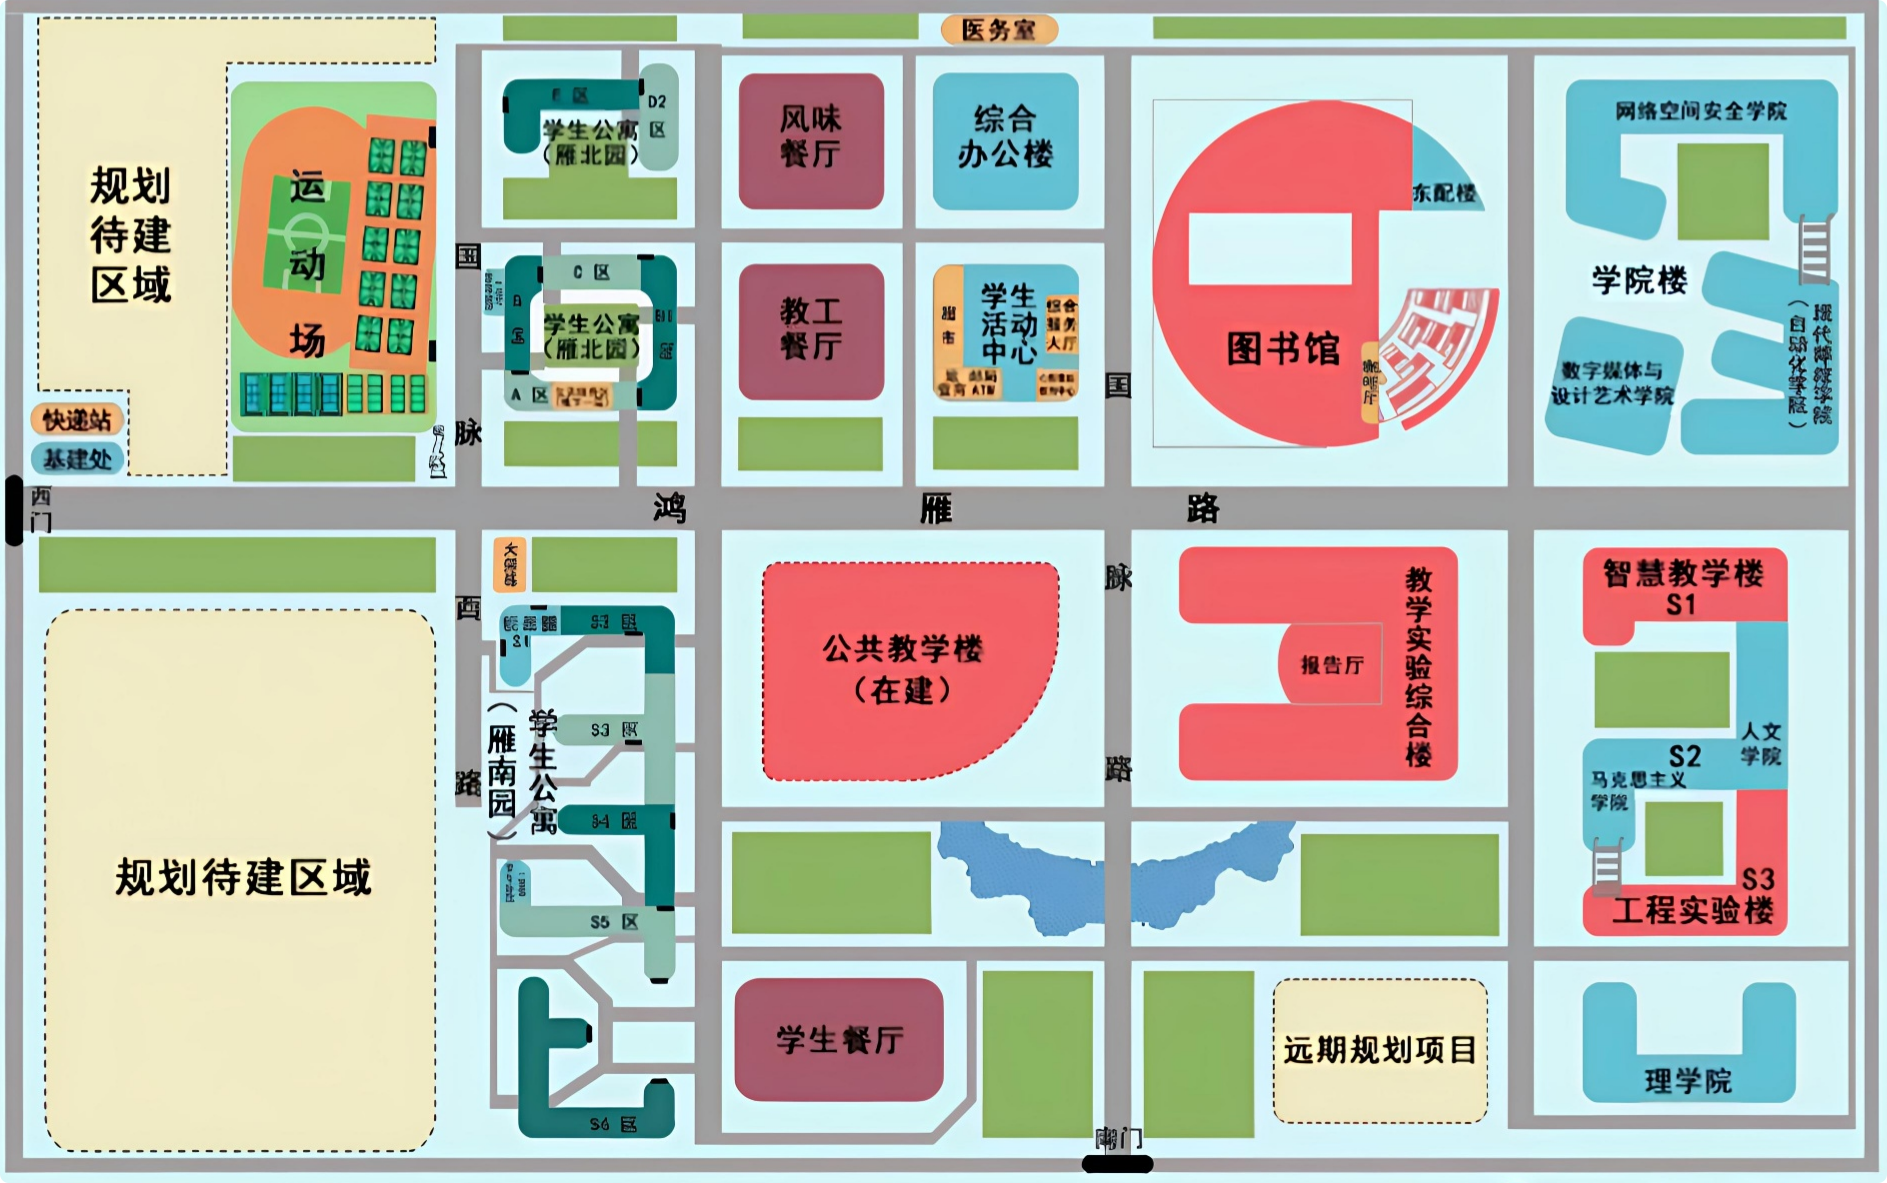 医务室
规划
待建
区域
运
动
场
快递站
基建处
西
门
E 区
D2
区
学生公寓
（雁北园）
C 区
学生公寓
（雁北园）
A 区
国
脉
风味
餐厅
综合
办公楼
教工
餐厅
学生
活动
中心
综合
服务
大厅
超
市
图书馆
东配楼
网络空间安全学院
学院楼
数字媒体与
设计艺术学院
现代邮政学院
（自动化学院）
鸿雁路
国
脉
路
西
路
规划待建区域
学生公寓
（雁南园）
S1
S2 区
S3 区
S4 区
S5 区
S6 区
公共教学楼
（在建）
教学实验综合楼
报告厅
智慧教学楼
S1
人文
学院
S2
马克思主义
学院
S3
工程实验楼
学生餐厅
远期规划项目
理学院
南门